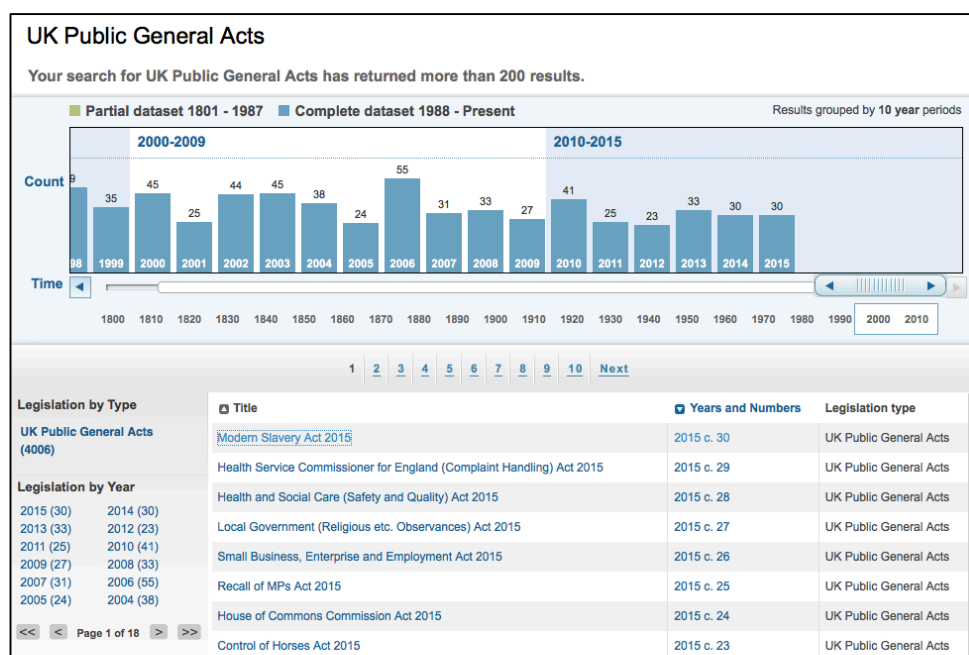 UK Public General Acts
Your search for UK Public General Acts has returned more than 200 results.
Partial dataset 1801 - 1987 Complete dataset 1988 - Present Results grouped by 10 year periods
2000-2009 2010-2015
Count
9 35 45 25 44 45 38 24 55 31 33 27 41 25 23 33 30 30
98 1999 2000 2001 2002 2003 2004 2005 2006 2007 2008 2009 2010 2011 2012 2013 2014 2015
Time
1800 1810 1820 1830 1840 1850 1860 1870 1880 1890 1900 1910 1920 1930 1940 1950 1960 1970 1980 1990 2000 2010
1 2 3 4 5 6 7 8 9 10 Next
Legislation by Type
UK Public General Acts
(4006)
Legislation by Year
2015 (30) 2014 (30)
2013 (33) 2012 (23)
2011 (25) 2010 (41)
2009 (27) 2008 (33)
2007 (31) 2006 (55)
2005 (24) 2004 (38)
<< < Page 1 of 18 > >>
Title Years and Numbers Legislation type
Modern Slavery Act 2015 2015 c. 30 UK Public General Acts
Health Service Commissioner for England (Complaint Handling) Act 2015 2015 c. 29 UK Public General Acts
Health and Social Care (Safety and Quality) Act 2015 2015 c. 28 UK Public General Acts
Local Government (Religious etc. Observances) Act 2015 2015 c. 27 UK Public General Acts
Small Business, Enterprise and Employment Act 2015 2015 c. 26 UK Public General Acts
Recall of MPs Act 2015 2015 c. 25 UK Public General Acts
House of Commons Commission Act 2015 2015 c. 24 UK Public General Acts
Control of Horses Act 2015 2015 c. 23 UK Public General Acts